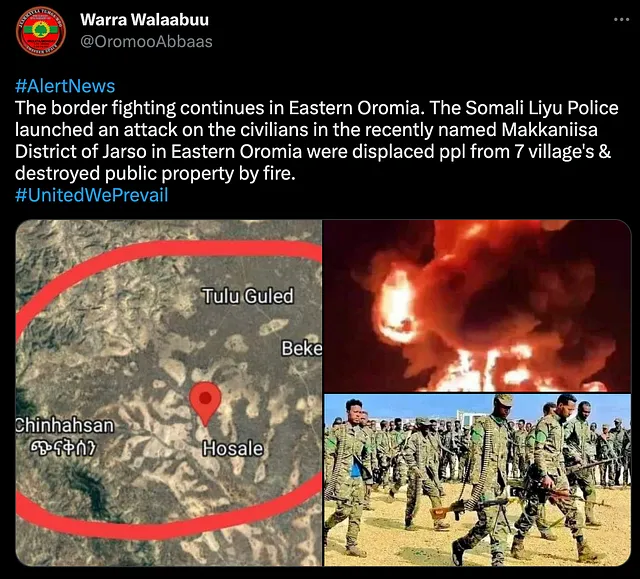 Warra Walaabuu
@OromooAbbaas
#AlertNews
The border fighting continues in Eastern Oromia. The Somali Liyu Police
launched an attack on the civilians in the recently named Makkaniisa
District of Jarso in Eastern Oromia were displaced ppl from 7 village's &
destroyed public property by fire.
#UnitedWePrevail
Tulu Guled
Beke
Chinhahsan
ጭናቅሰን
Hosale